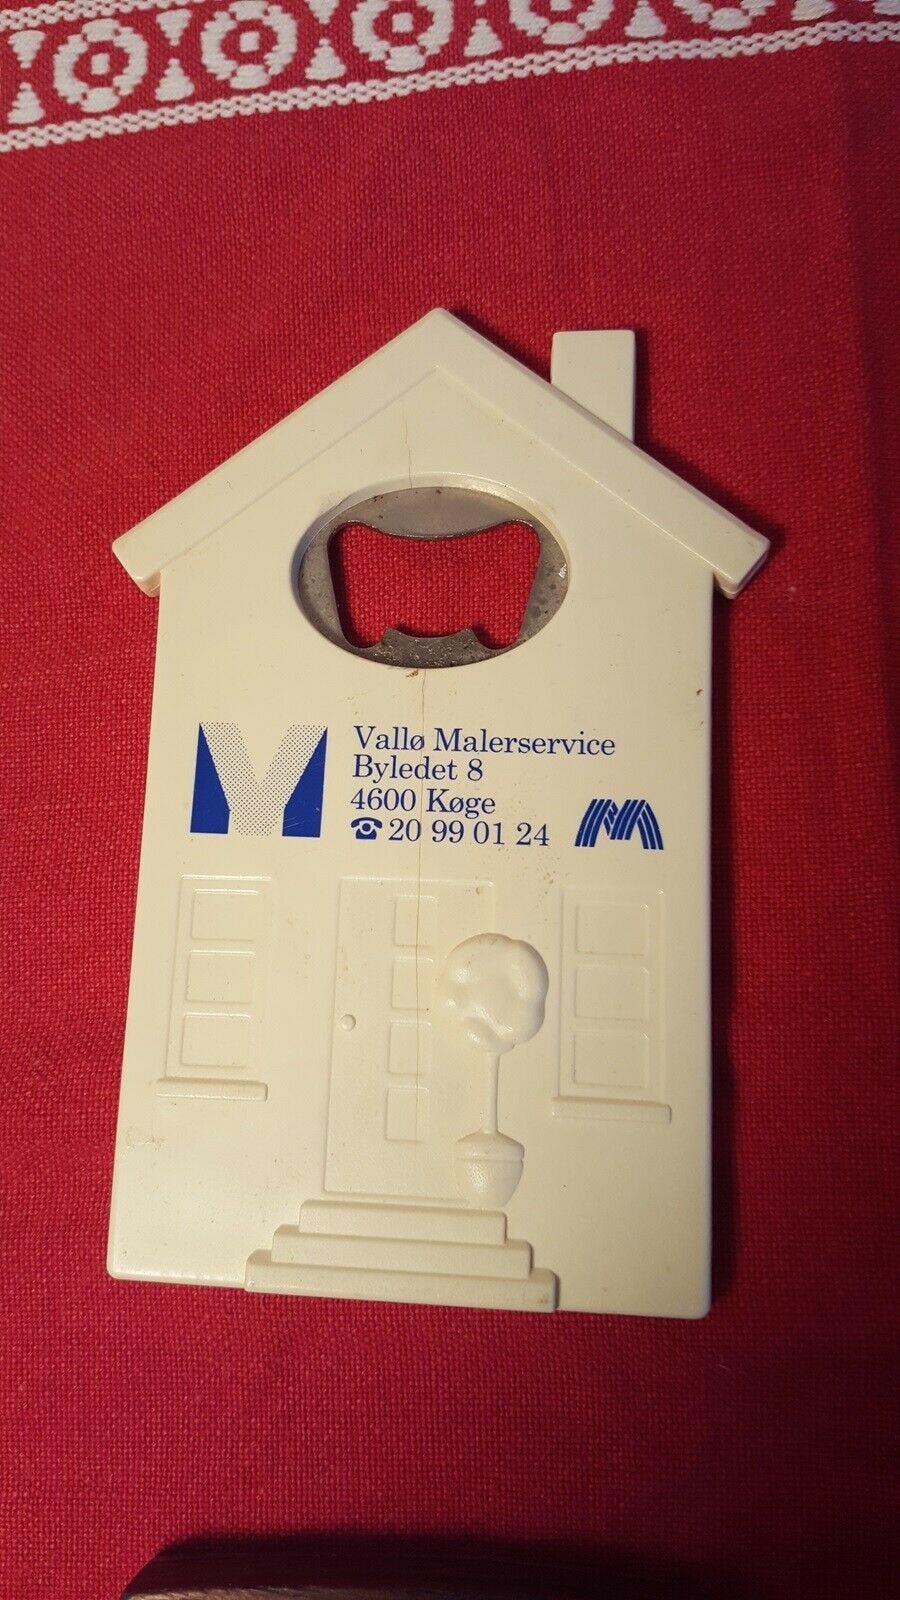 V
Vallø Malerservice
Byledet 8
4600 Køge
☎ 20 99 01 24
M